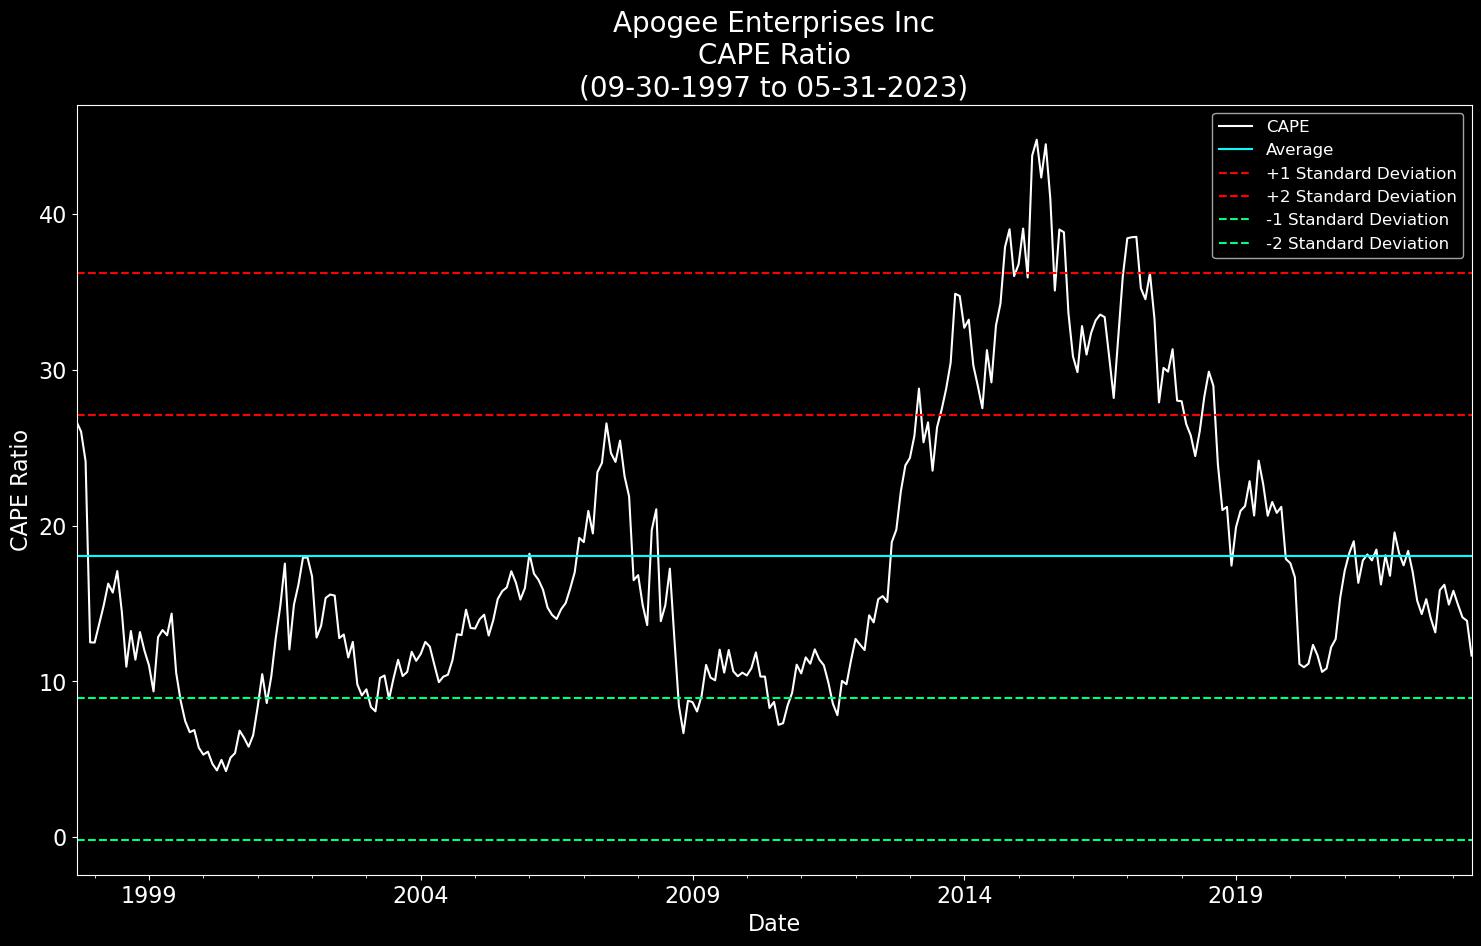 Apogee Enterprises Inc
CAPE Ratio
(09-30-1997 to 05-31-2023)
CAPE
Average
+1 Standard Deviation
+2 Standard Deviation
-1 Standard Deviation
-2 Standard Deviation
CAPE Ratio
40
30
20
10
0
1999 2004 2009 2014 2019
Date